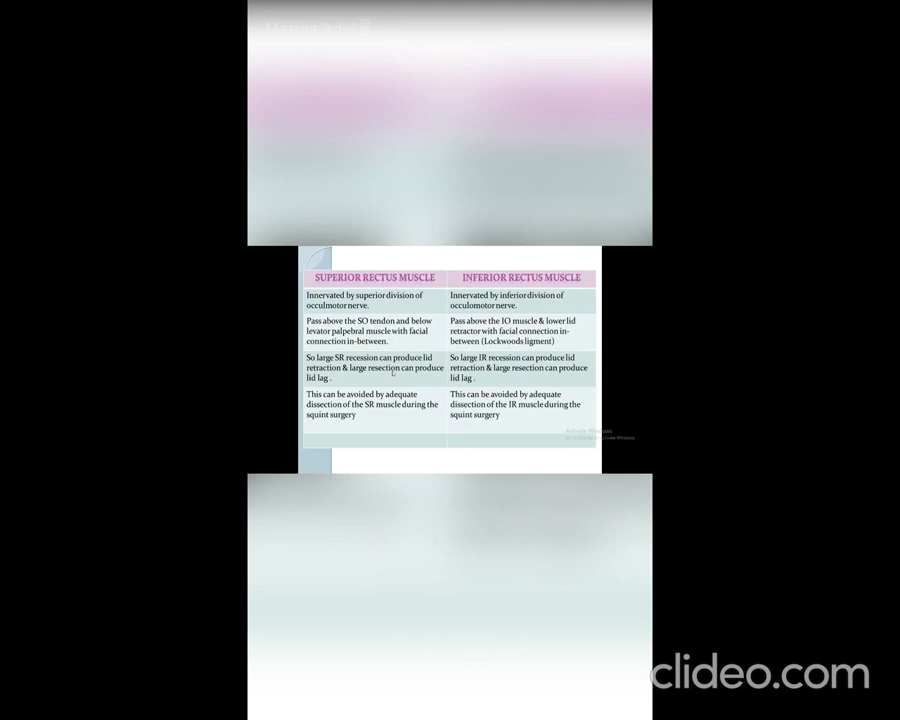 SUPERIOR RECTUS MUSCLE
INFERIOR RECTUS MUSCLE
Innervated by superior division of
occulmotor nerve.
Innervated by inferior division of
occulomotor nerve.
Pass above the SO tendon and below
levator palpebral muscle with facial
connection in-between.
Pass above the IO muscle & lower lid
retractor with facial connection in-
between (Lockwoods ligment)
So large SR recession can produce lid
retraction & large resection can produce
lid lag .
So large IR recession can produce lid
retraction & large resection can produce
lid lag .
This can be avoided by adequate
dissection of the SR muscle during the
squint surgery
This can be avoided by adequate
dissection of the IR muscle during the
squint surgery
Activate Windows
clideo.com